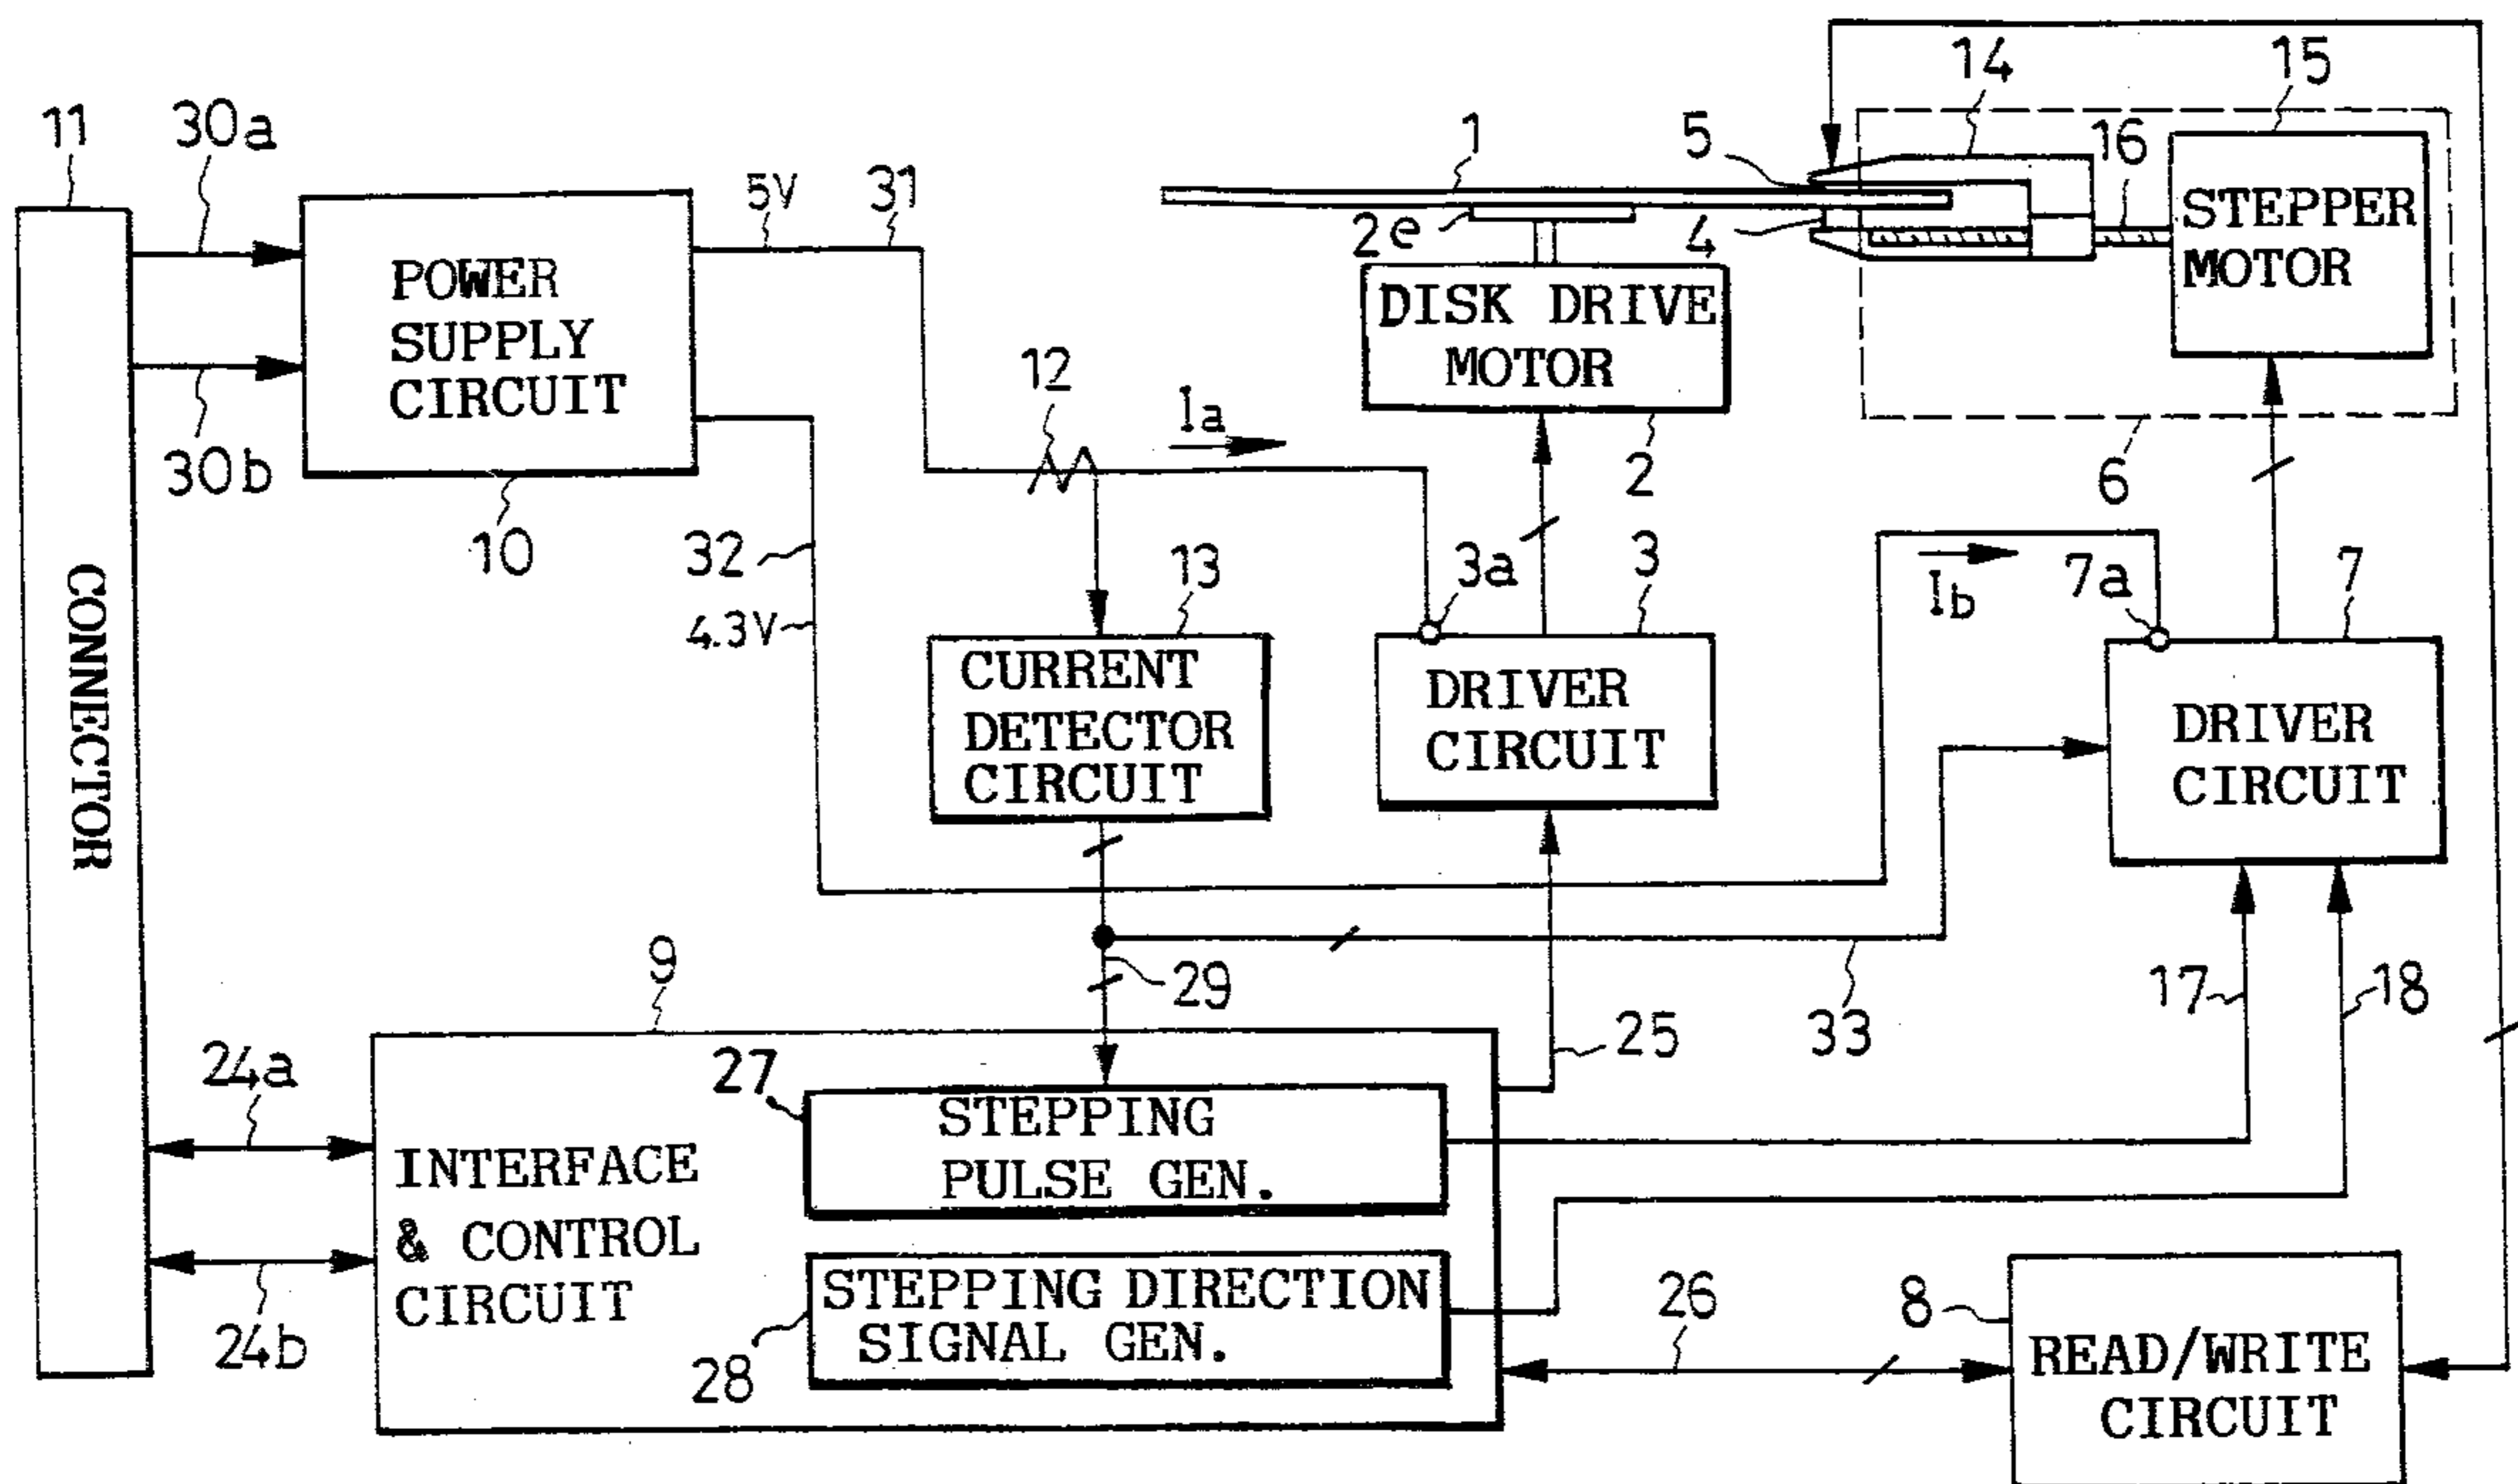 11
30a
30b
CONNECTOR
POWER
SUPPLY
CIRCUIT
10
5V
31
32
4.3V
12
Ia
13
CURRENT
DETECTOR
CIRCUIT
1
2e
DISK DRIVE
MOTOR
2
3a
3
DRIVER
CIRCUIT
5
4
14
16
15
STEPPER
MOTOR
6
Ib
7a
7
DRIVER
CIRCUIT
17
18
29
33
25
9
24a
24b
INTERFACE
& CONTROL
CIRCUIT
27
STEPPING
PULSE GEN.
28
STEPPING DIRECTION
SIGNAL GEN.
26
8
READ/WRITE
CIRCUIT